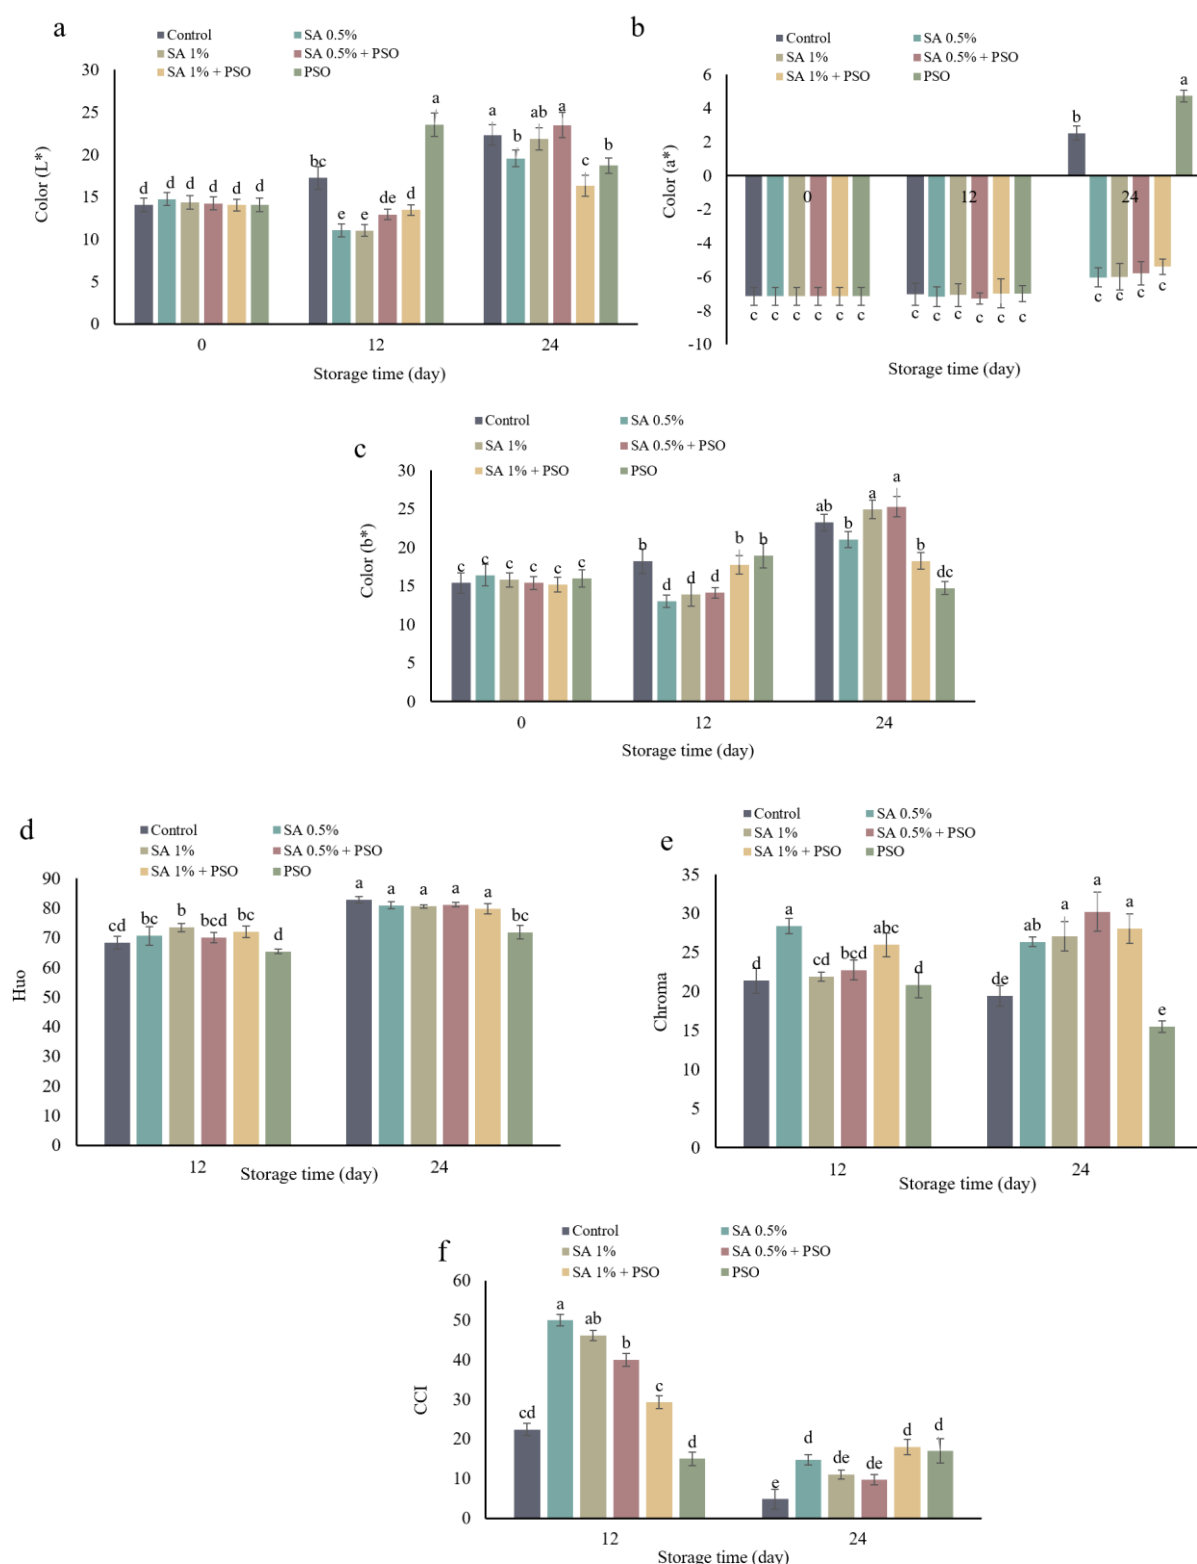 a
Control SA 0.5%
SA 1% SA 0.5% + PSO
SA 1% + PSO PSO
30
25
20
15
10
5
0
Color (L*)
d d d d d d
bc e e de d a
a b ab a c b
0 12 24
Storage time (day)
b
Control SA 0.5%
SA 1% SA 0.5% + PSO
SA 1% + PSO PSO
6
4
2
0
-2
-4
-6
-8
-10
Color (a*)
b a
0 12 24
c c c c c c
c c c c c c
c c c c
Storage time (day)
c
Control SA 0.5%
SA 1% SA 0.5% + PSO
SA 1% + PSO PSO
30
25
20
15
10
5
0
Color (b*)
c c c c c c
b d d d b b
ab b a a b dc
0 12 24
Storage time (day)
d
Control SA 0.5%
SA 1% SA 0.5% + PSO
SA 1% + PSO PSO
90
80
70
60
50
40
30
20
10
0
Huo
cd bc b bcd bc d
a a a a a bc
12 24
Storage time (day)
e
Control SA 0.5%
SA 1% SA 0.5% + PSO
SA 1% + PSO PSO
35
30
25
20
15
10
5
0
Chroma
d a cd bcd abc d
de ab a a a e
12 24
Storage time (day)
f
Control SA 0.5%
SA 1% SA 0.5% + PSO
SA 1% + PSO PSO
60
50
40
30
20
10
0
CCI
cd a ab b c d
e d de de d d
12 24
Storage time (day)